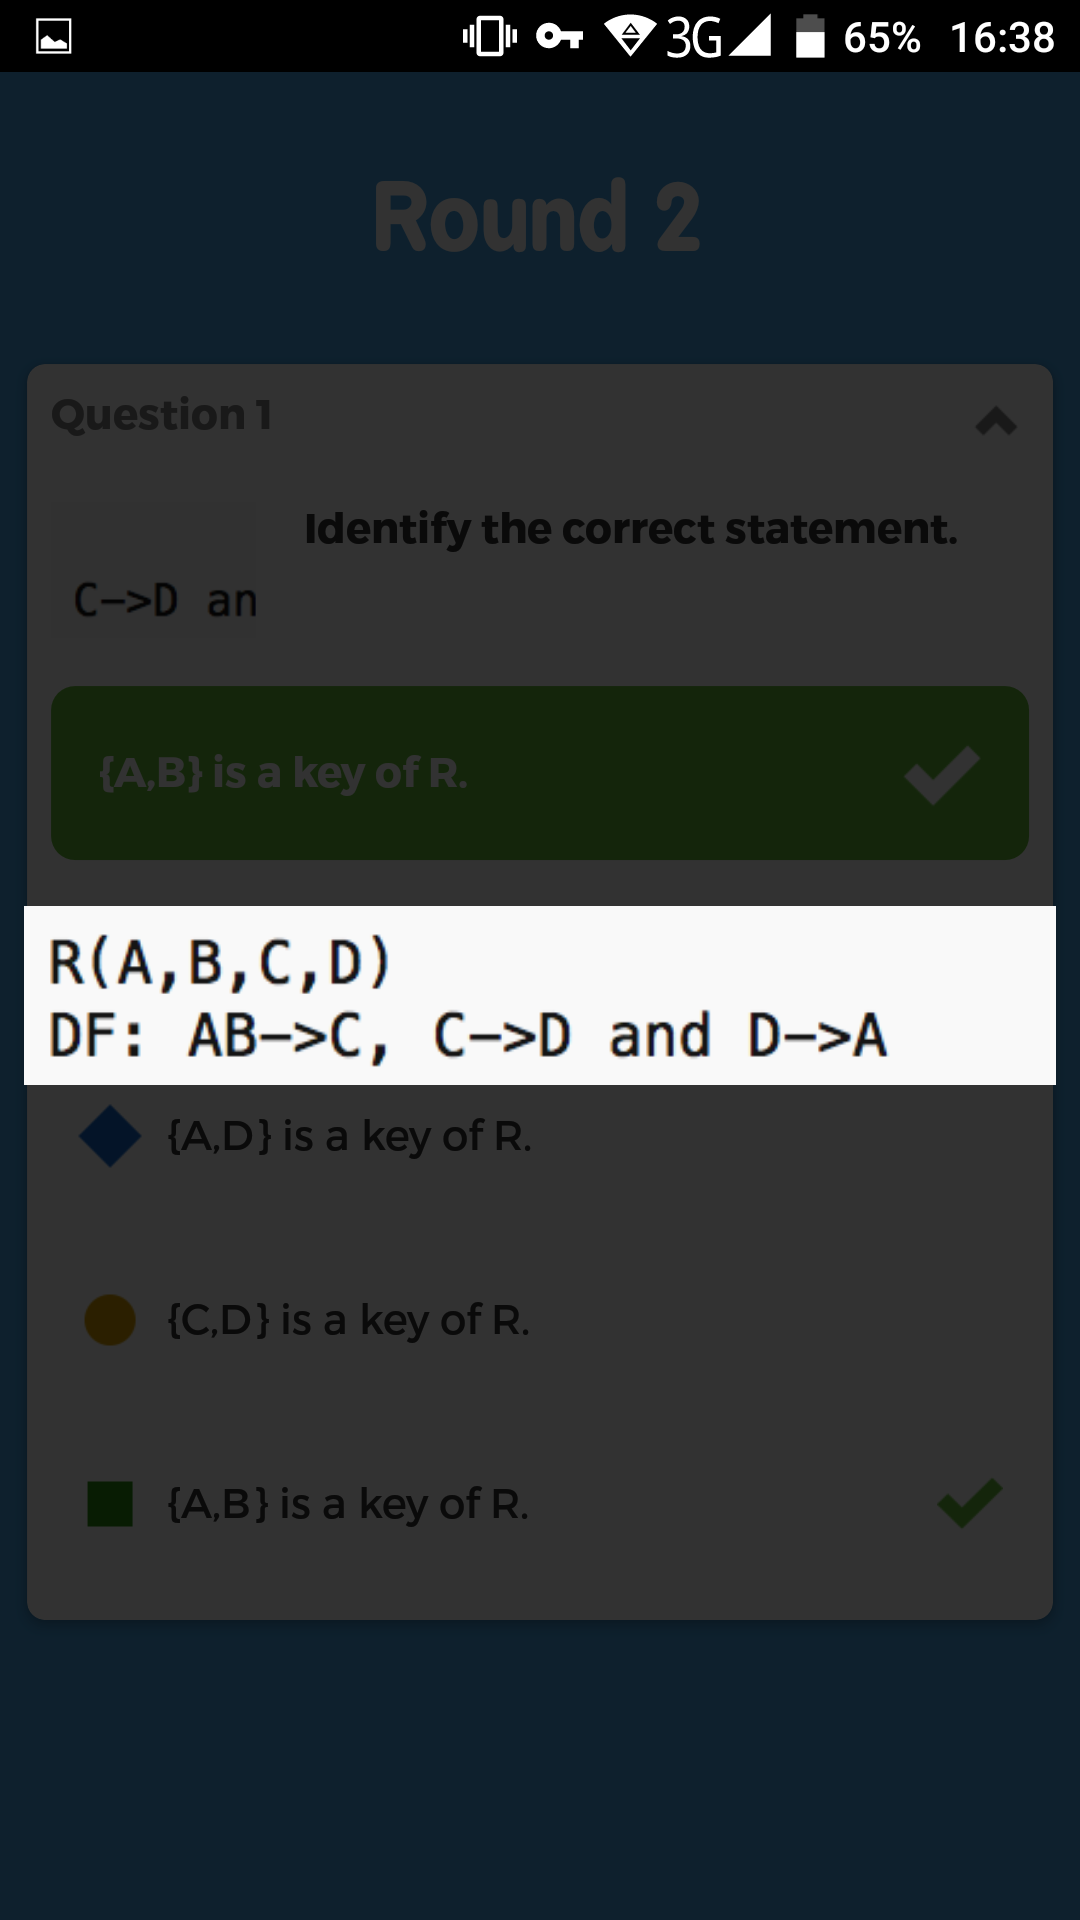 3G 65% 16:38
Round 2
Question 1
Identify the correct statement.
C->D an
{A,B} is a key of R.
R(A,B,C,D)
DF: AB->C, C->D and D->A
{A,D} is a key of R.
{C,D} is a key of R.
{A,B} is a key of R.